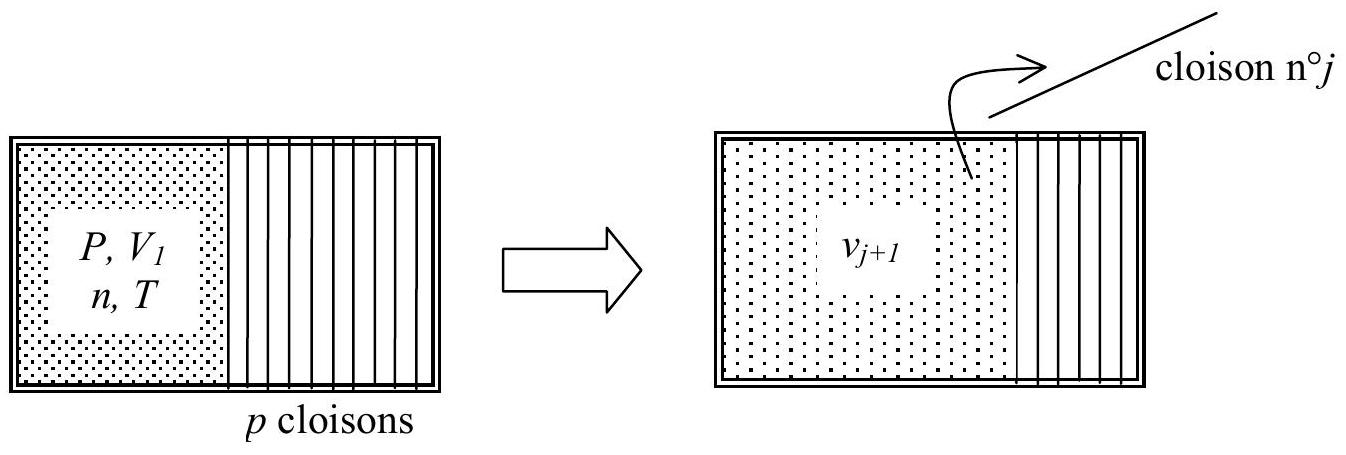 cloison n°j
P, V1
n, T
vj+1
p cloisons